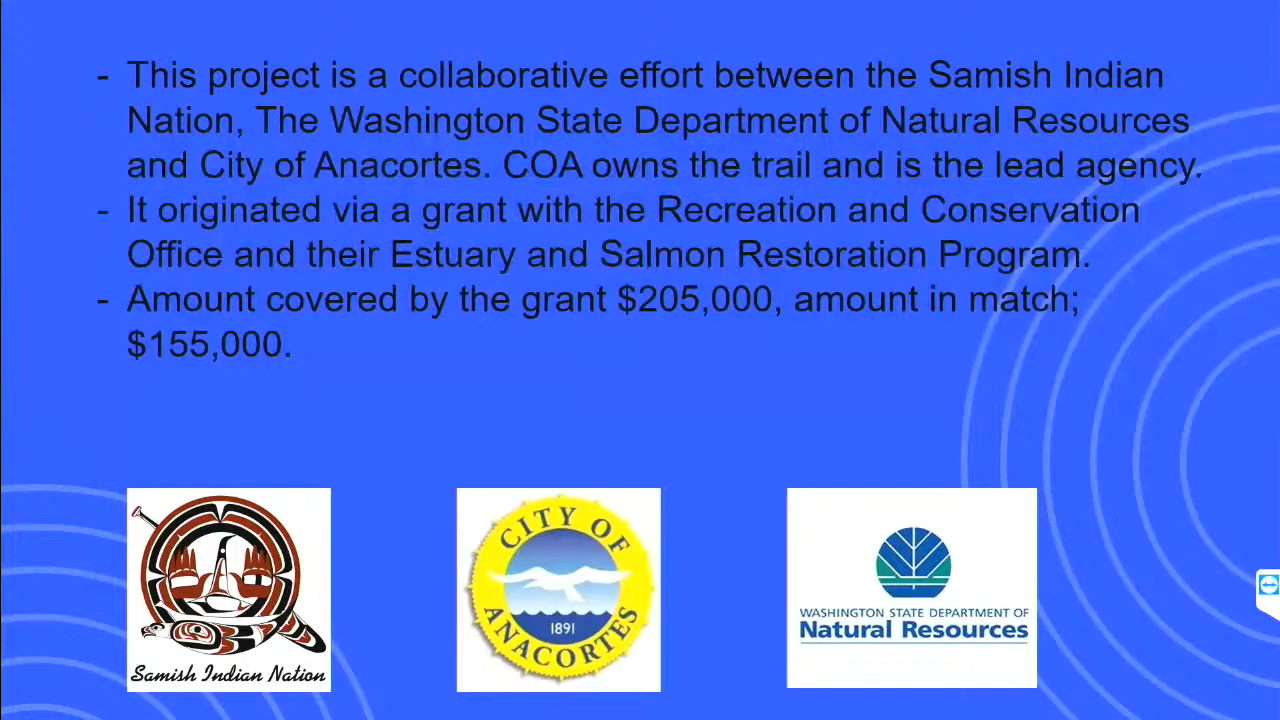 - This project is a collaborative effort between the Samish Indian
Nation, The Washington State Department of Natural Resources
and City of Anacortes. COA owns the trail and is the lead agency.
- It originated via a grant with the Recreation and Conservation
Office and their Estuary and Salmon Restoration Program.
- Amount covered by the grant $205,000, amount in match;
$155,000.
Samish Indian Nation
CITY OF
1891
ANACORTES
WASHINGTON STATE DEPARTMENT OF
Natural Resources